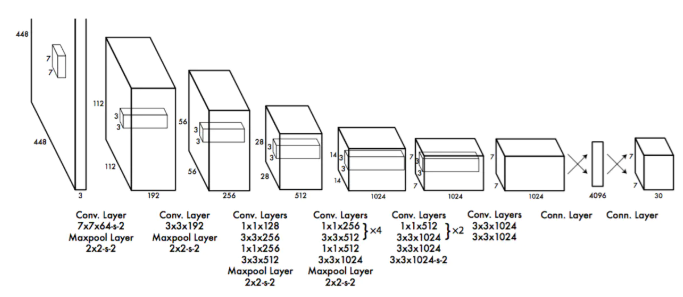 448
7
7
448
3
112
3
3
112
192
56
3
3
56
256
28
3
3
28
512
14
3
3
14
1024
7
3
3
7
1024
7
7
1024
4096
7
7
30
Conv. Layer
7x7x64-s-2
Maxpool Layer
2x2-s-2
Conv. Layer
3x3x192
Maxpool Layer
2x2-s-2
Conv. Layers
1x1x128
3x3x256
1x1x256
3x3x512
Maxpool Layer
2x2-s-2
Conv. Layers
1x1x256
3x3x512
}×4
1x1x512
3x3x1024
Maxpool Layer
2x2-s-2
Conv. Layers
1x1x512
3x3x1024
}×2
3x3x1024
3x3x1024-s-2
Conv. Layers
3x3x1024
3x3x1024
Conn. Layer
Conn. Layer